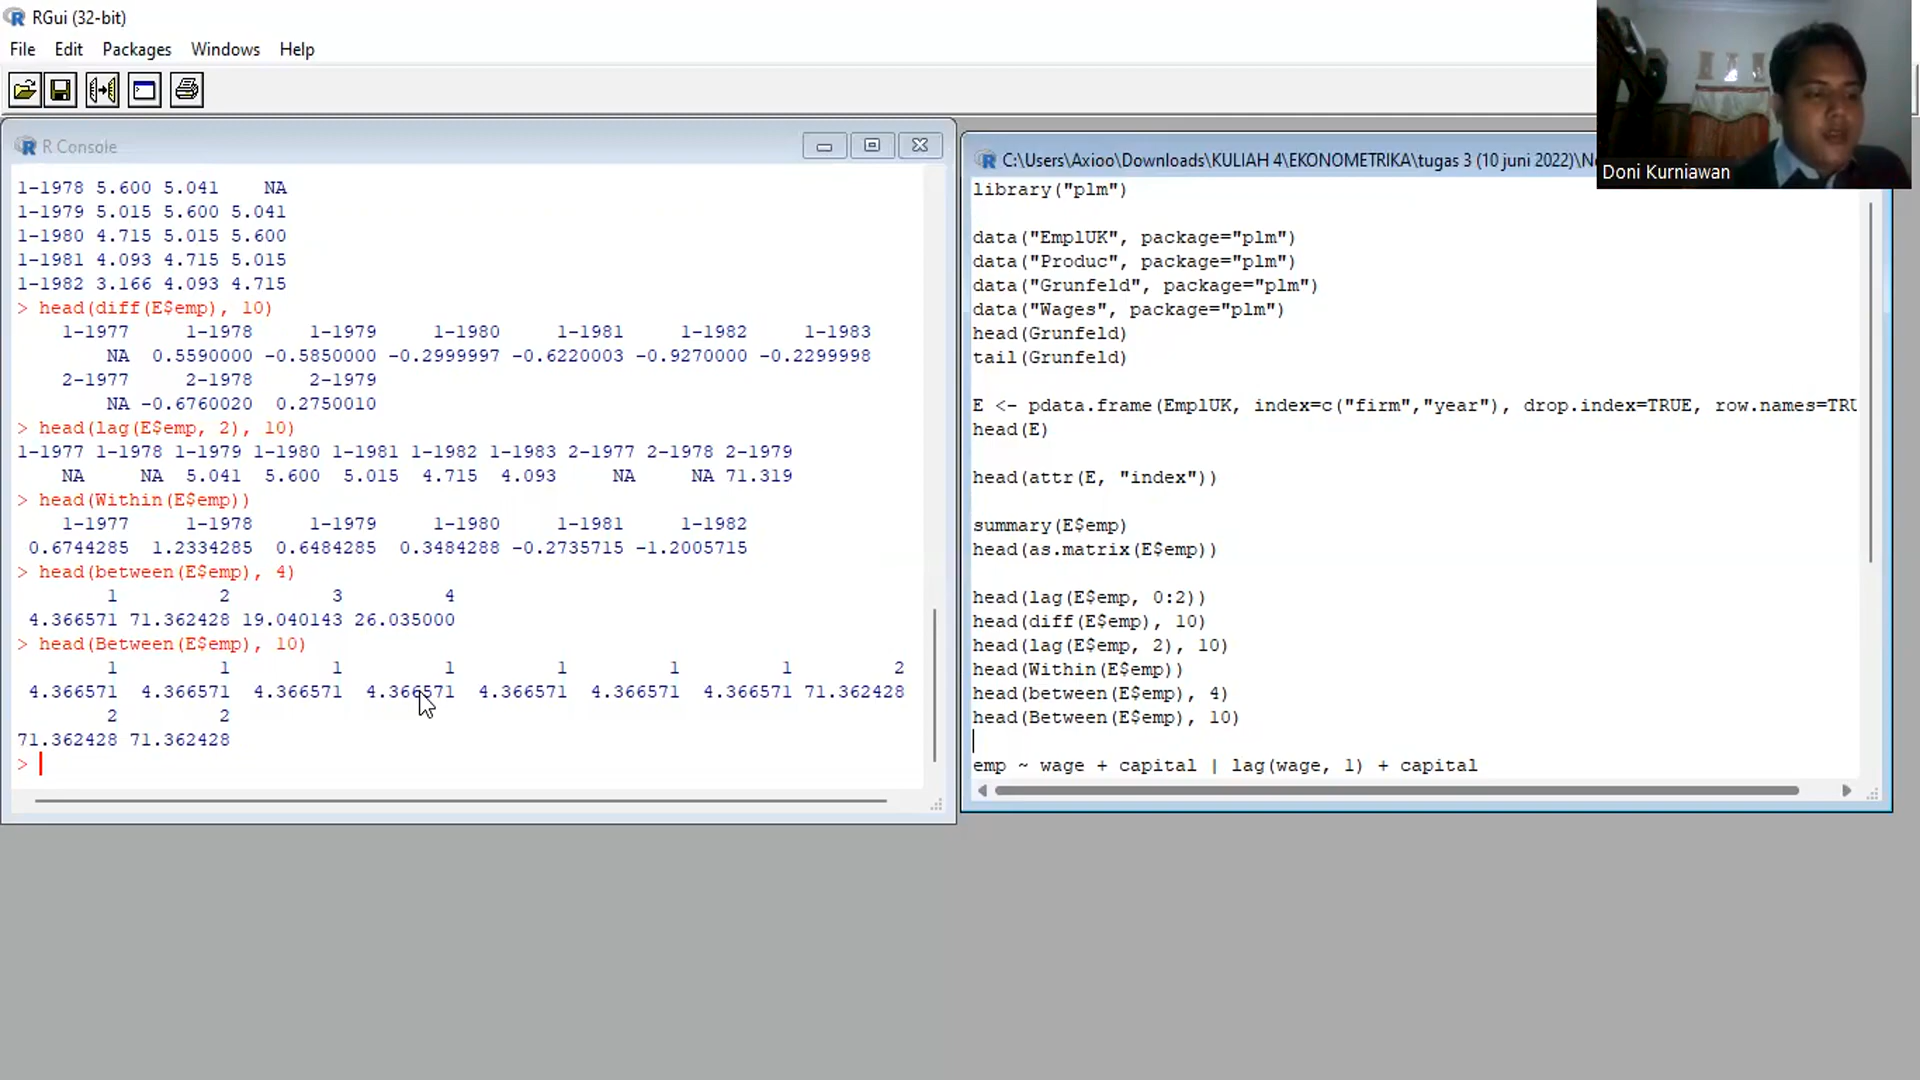 RGui (32-bit)
File Edit Packages Windows Help
R Console
1-1978 5.600 5.041    NA
1-1979 5.015 5.600 5.041
1-1980 4.715 5.015 5.600
1-1981 4.093 4.715 5.015
1-1982 3.166 4.093 4.715
> head(diff(E$emp), 10)
1-1977 1-1978 1-1979 1-1980 1-1981 1-1982 1-1983
NA 0.5590000 -0.5850000 -0.2999997 -0.6220003 -0.9270000 -0.2299998
2-1977 2-1978 2-1979
NA -0.6760020 0.2750010
> head(lag(E$emp, 2), 10)
1-1977 1-1978 1-1979 1-1980 1-1981 1-1982 1-1983 2-1977 2-1978 2-1979
NA NA 5.041 5.600 5.015 4.715 4.093 NA NA 71.319
> head(Within(E$emp))
1-1977 1-1978 1-1979 1-1980 1-1981 1-1982
0.6744285 1.2334285 0.6484285 0.3484288 -0.2735715 -1.2005715
> head(between(E$emp), 4)
1 2 3 4
4.366571 71.362428 19.040143 26.035000
> head(Between(E$emp), 10)
1 1 1 1 1 1 1 2
4.366571 4.366571 4.366571 4.366571 4.366571 4.366571 4.366571 71.362428
2 2
71.362428 71.362428
>
C:\Users\Axioo\Downloads\KULIAH 4\EKONOMETRIKA\tugas 3 (10 juni 2022)\N
library("plm")
data("EmplUK", package="plm")
data("Produc", package="plm")
data("Grunfeld", package="plm")
data("Wages", package="plm")
head(Grunfeld)
tail(Grunfeld)
E <- pdata.frame(EmplUK, index=c("firm","year"), drop.index=TRUE, row.names=TRU
head(E)
head(attr(E, "index"))
summary(E$emp)
head(as.matrix(E$emp))
head(lag(E$emp, 0:2))
head(diff(E$emp), 10)
head(lag(E$emp, 2), 10)
head(Within(E$emp))
head(between(E$emp), 4)
head(Between(E$emp), 10)
emp ~ wage + capital | lag(wage, 1) + capital
Doni Kurniawan